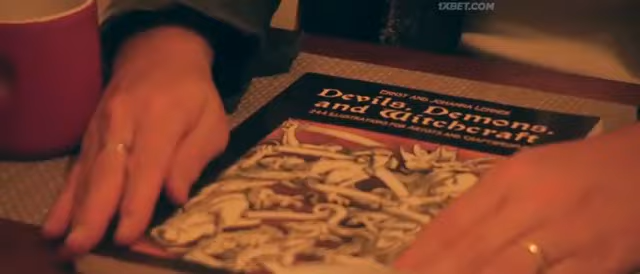 1XBET.COM
ERNST AND JOHANNA LEHNER
Devils, Demons,
and Witchcraft
244 ILLUSTRATIONS FOR ARTISTS AND CRAFTSPEOPLE